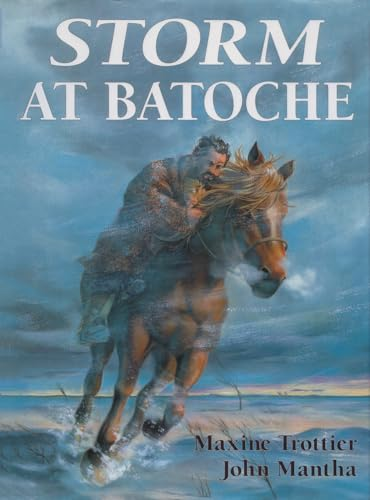 STORM
AT BATOCHE
Maxine Trottier
John Mantha